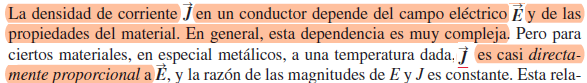 La densidad de corriente J⃗ en un conductor depende del campo eléctrico E⃗ y de las
propiedades del material. En general, esta dependencia es muy compleja. Pero para
ciertos materiales, en especial metálicos, a una temperatura dada, J⃗ es casi directa-
mente proporcional a E⃗, y la razón de las magnitudes de E y J es constante. Esta rela-